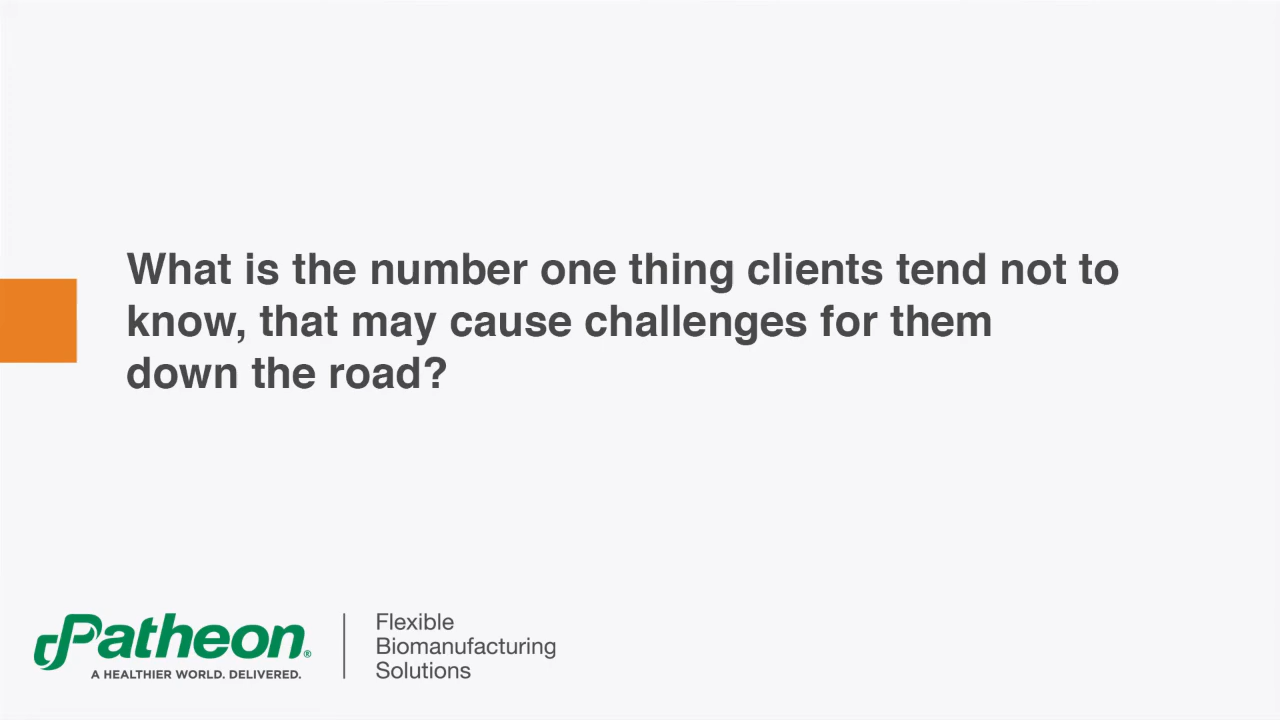 What is the number one thing clients tend not to
know, that may cause challenges for them
down the road?
Patheon®
A HEALTHIER WORLD. DELIVERED.
Flexible
Biomanufacturing
Solutions